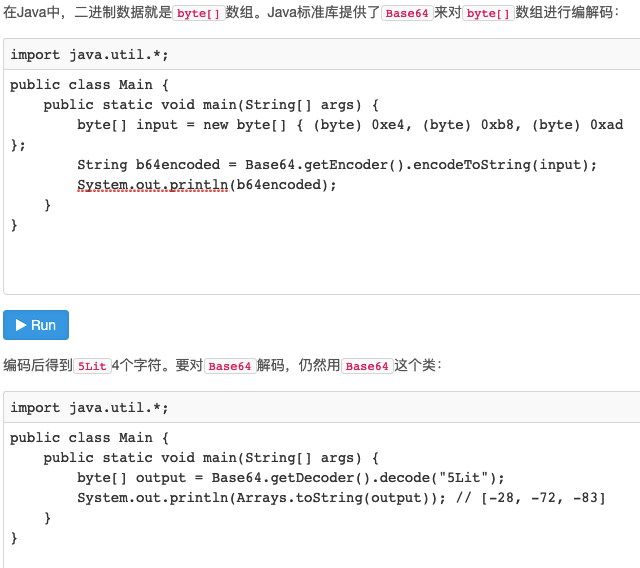 在Java中，二进制数据就是byte[]数组。Java标准库提供了Base64来对byte[]数组进行编解码：
import java.util.*;
public class Main {
    public static void main(String[] args) {
        byte[] input = new byte[] { (byte) 0xe4, (byte) 0xb8, (byte) 0xad
};
        String b64encoded = Base64.getEncoder().encodeToString(input);
        System.out.println(b64encoded);
    }
}
Run
编码后得到5Lit4个字符。要对Base64解码，仍然用Base64这个类：
import java.util.*;
public class Main {
    public static void main(String[] args) {
        byte[] output = Base64.getDecoder().decode("5Lit");
        System.out.println(Arrays.toString(output)); // [-28, -72, -83]
    }
}